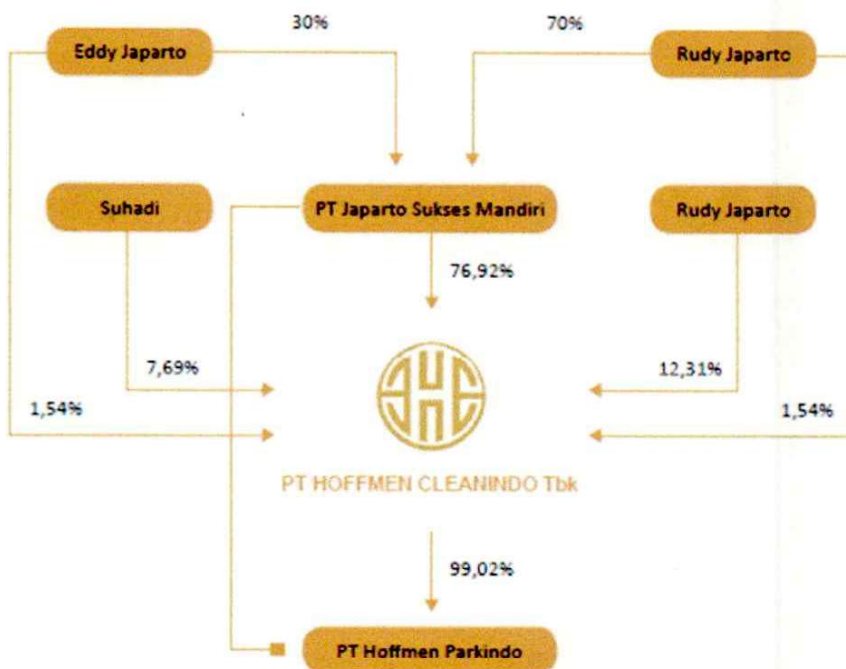 30%
70%
Eddy Japarto
Rudy Japarto
Suhadi
PT Japarto Sukses Mandiri
Rudy Japarto
76,92%
7,69%
12,31%
1,54%
1,54%
PT HOFFMEN CLEANINDO Tbk
99,02%
PT Hoffmen Parkindo